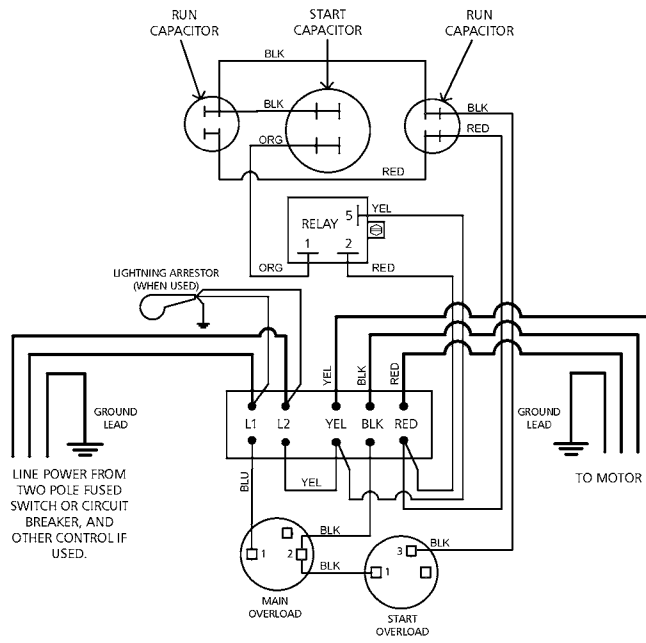 RUN
CAPACITOR
START
CAPACITOR
RUN
CAPACITOR
BLK
BLK
BLK
ORG
RED
RED
YEL
5
RELAY
1
2
ORG
RED
LIGHTNING ARRESTOR
(WHEN USED)
YEL
BLK
RED
GROUND
LEAD
L1
L2
YEL
BLK
RED
GROUND
LEAD
LINE POWER FROM
TWO POLE FUSED
SWITCH OR CIRCUIT
BREAKER, AND
OTHER CONTROL IF
USED.
BLU
YEL
TO MOTOR
BLK
BLK
1
2
3
BLK
1
MAIN
OVERLOAD
START
OVERLOAD